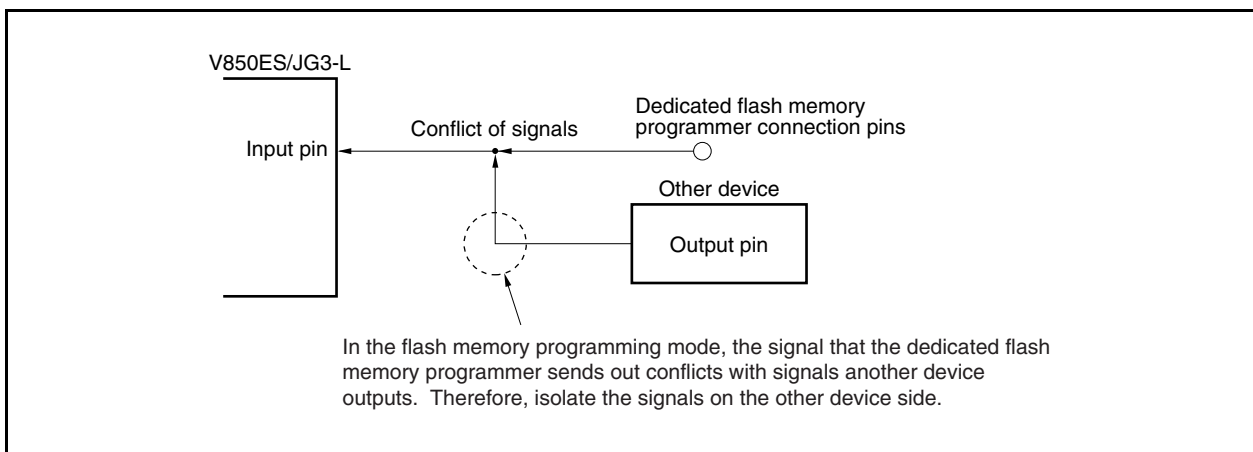 V850ES/JG3-L
Dedicated flash memory
programmer connection pins
Conflict of signals
Input pin
Other device
Output pin
In the flash memory programming mode, the signal that the dedicated flash
memory programmer sends out conflicts with signals another device
outputs.  Therefore, isolate the signals on the other device side.